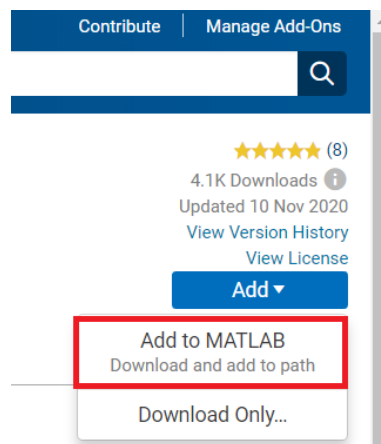 Contribute Manage Add-Ons
(8)
4.1K Downloads i
Updated 10 Nov 2020
View Version History
View License
Add
Add to MATLAB
Download and add to path
Download Only...